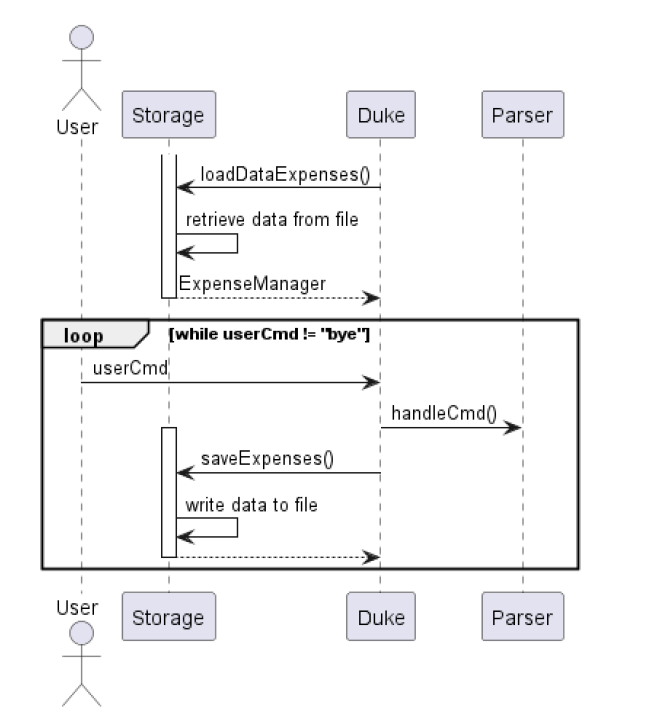 User
Storage
Duke
Parser
loadDataExpenses()
retrieve data from file
ExpenseManager
loop
[while userCmd != "bye"]
userCmd
handleCmd()
saveExpenses()
write data to file
User
Storage
Duke
Parser